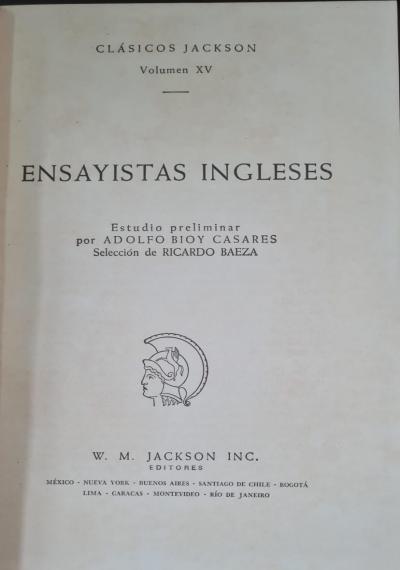 CLÁSICOS JACKSON
Volumen XV
ENSAYISTAS INGLESES
Estudio preliminar
por ADOLFO BIOY CASARES
Selección de RICARDO BAEZA
W. M. JACKSON INC.
EDITORES
MÉXICO - NUEVA YORK - BUENOS AIRES - SANTIAGO DE CHILE - BOGOTÁ
LIMA - CARACAS - MONTEVIDEO - RÍO DE JANEIRO